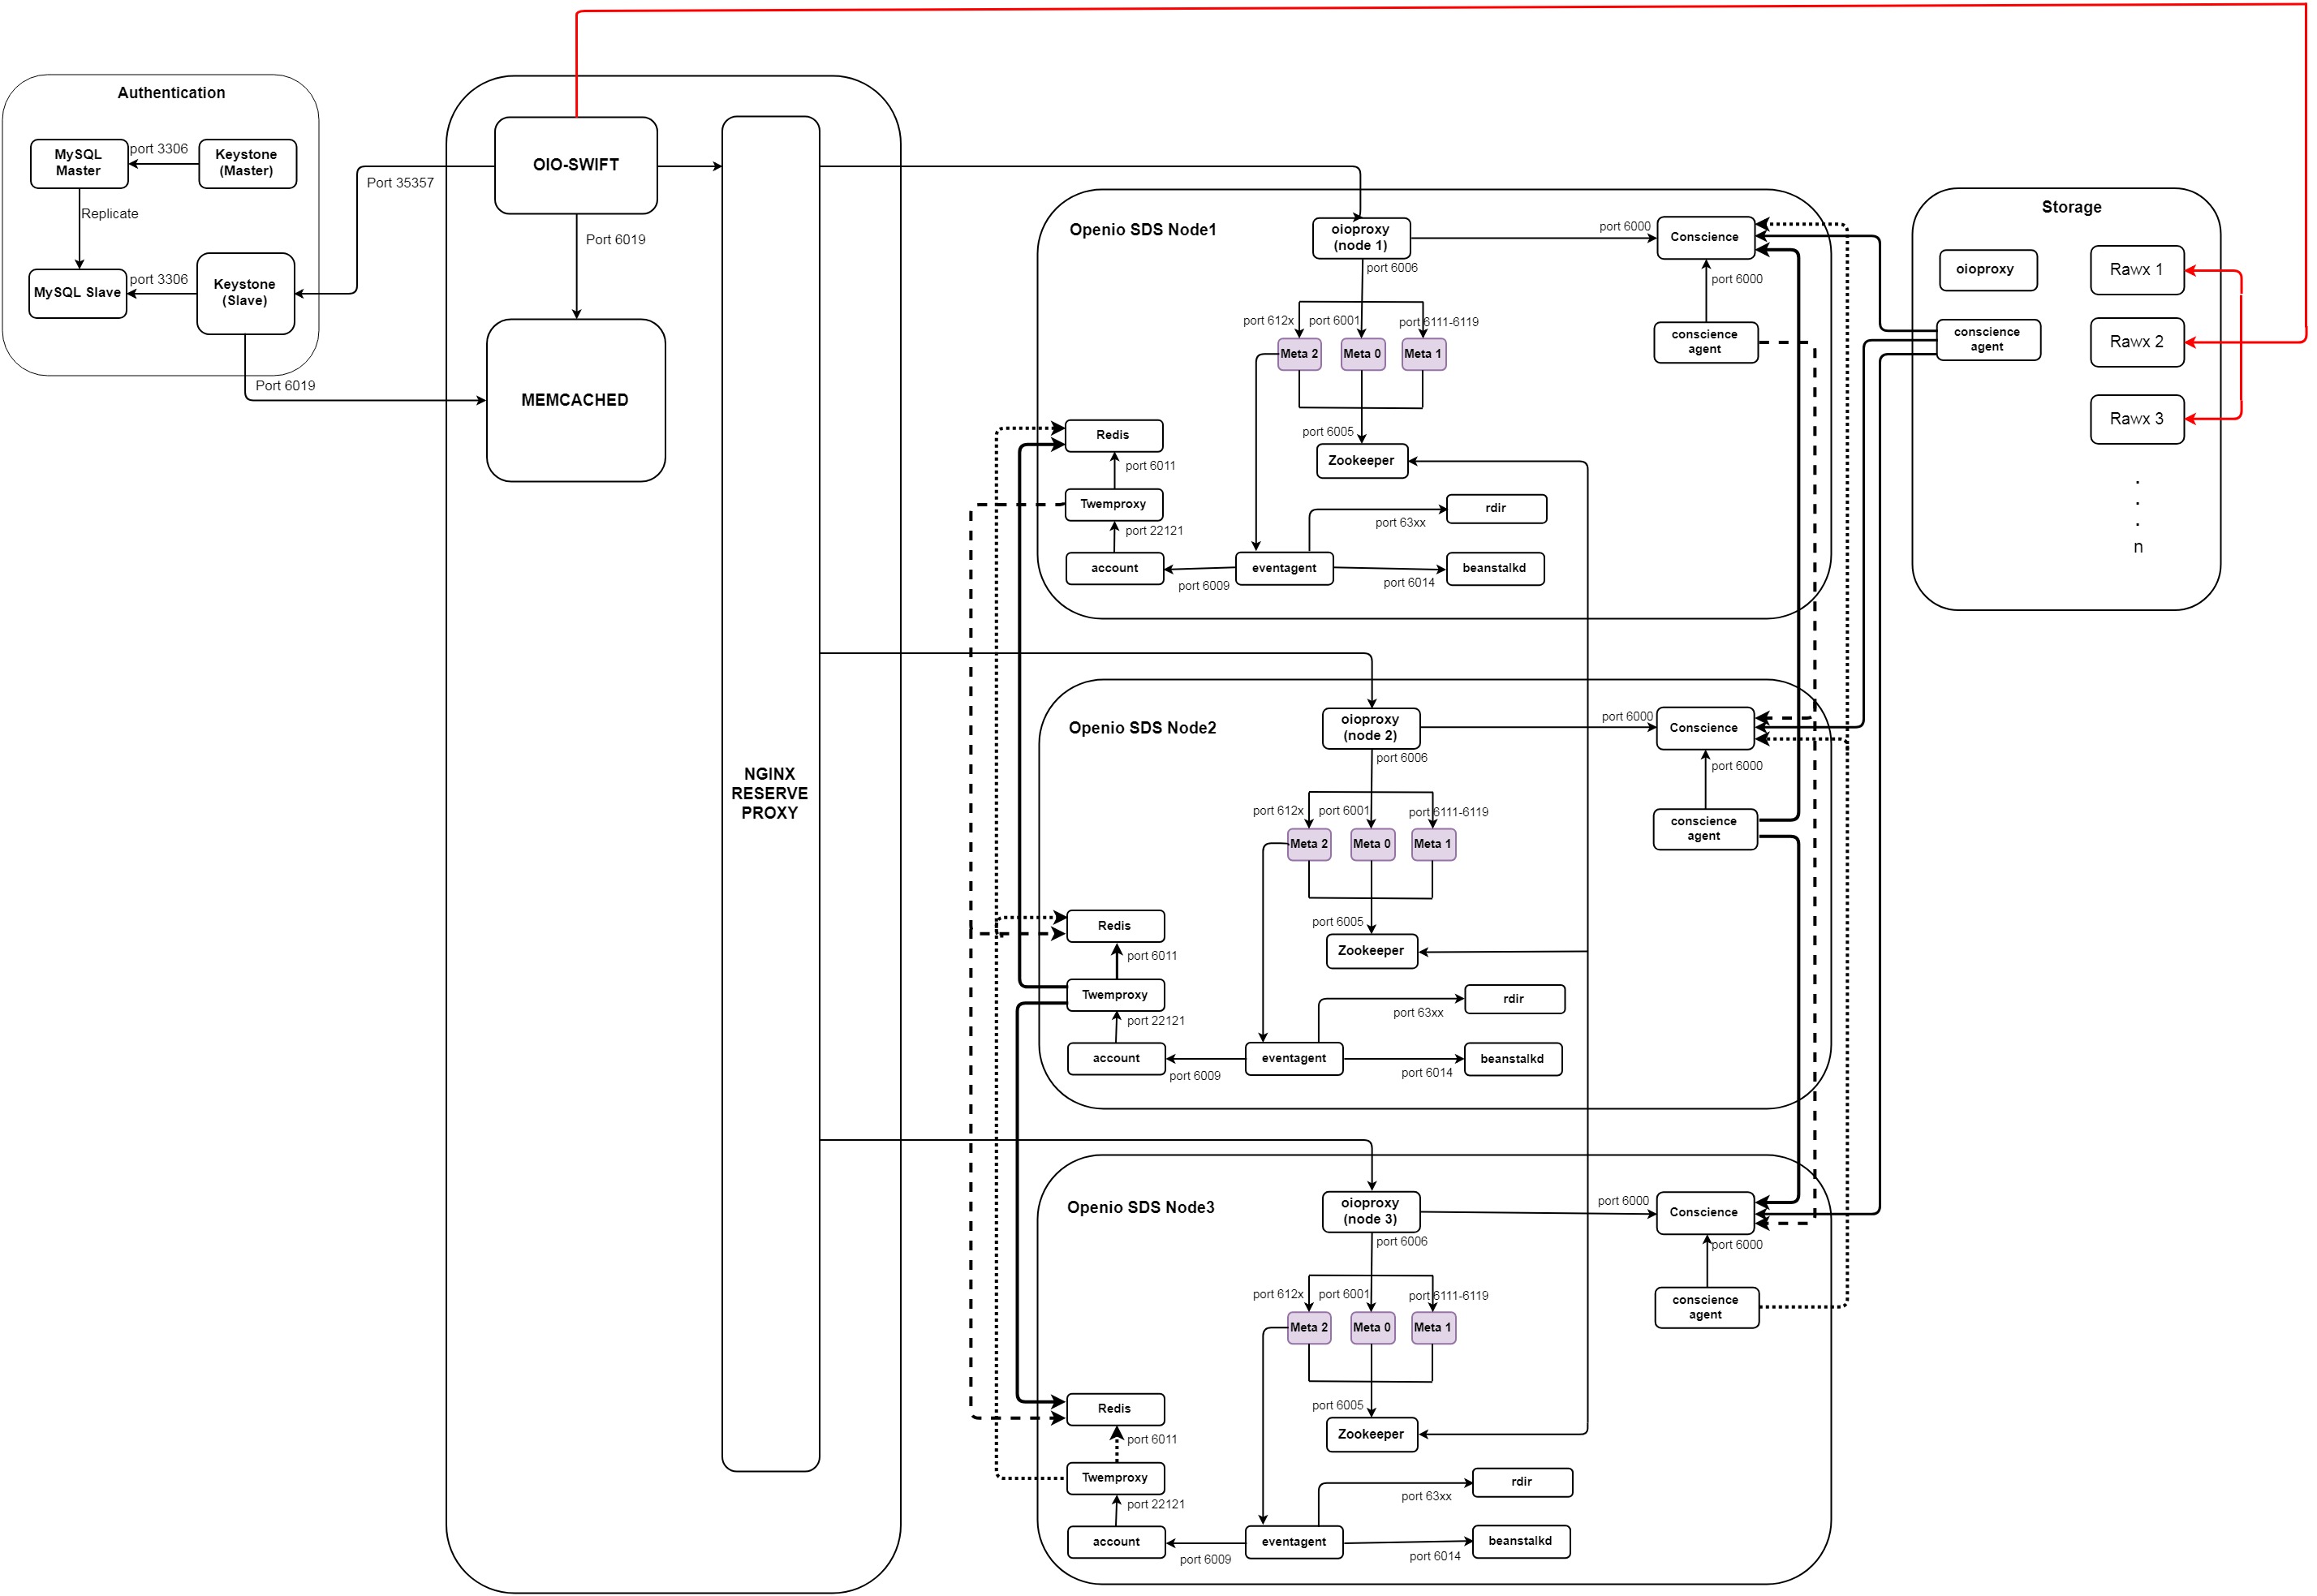 Authentication
MySQL
Master
port 3306
Keystone
(Master)
Replicate
MySQL Slave
port 3306
Keystone
(Slave)
Port 35357
Port 6019
OIO-SWIFT
Port 6019
MEMCACHED
NGINX
RESERVE
PROXY
Openio SDS Node1
oioproxy
(node 1)
port 6000
Conscience
port 6006
port 6000
port 612x
port 6001
port 6111-6119
conscience
agent
Meta 2
Meta 0
Meta 1
Redis
port 6005
Zookeeper
port 6011
Twemproxy
port 22121
rdir
port 63xx
account
port 6009
eventagent
port 6014
beanstalkd
Openio SDS Node2
oioproxy
(node 2)
port 6000
Conscience
port 6006
port 6000
port 612x
port 6001
port 6111-6119
conscience
agent
Meta 2
Meta 0
Meta 1
Redis
port 6005
Zookeeper
port 6011
Twemproxy
port 22121
rdir
port 63xx
account
port 6009
eventagent
port 6014
beanstalkd
Openio SDS Node3
oioproxy
(node 3)
port 6000
Conscience
port 6006
port 6000
port 612x
port 6001
port 6111-6119
conscience
agent
Meta 2
Meta 0
Meta 1
Redis
port 6005
Zookeeper
port 6011
Twemproxy
port 22121
rdir
port 63xx
account
port 6009
eventagent
port 6014
beanstalkd
Storage
oioproxy
conscience
agent
Rawx 1
Rawx 2
Rawx 3
.
.
.
n